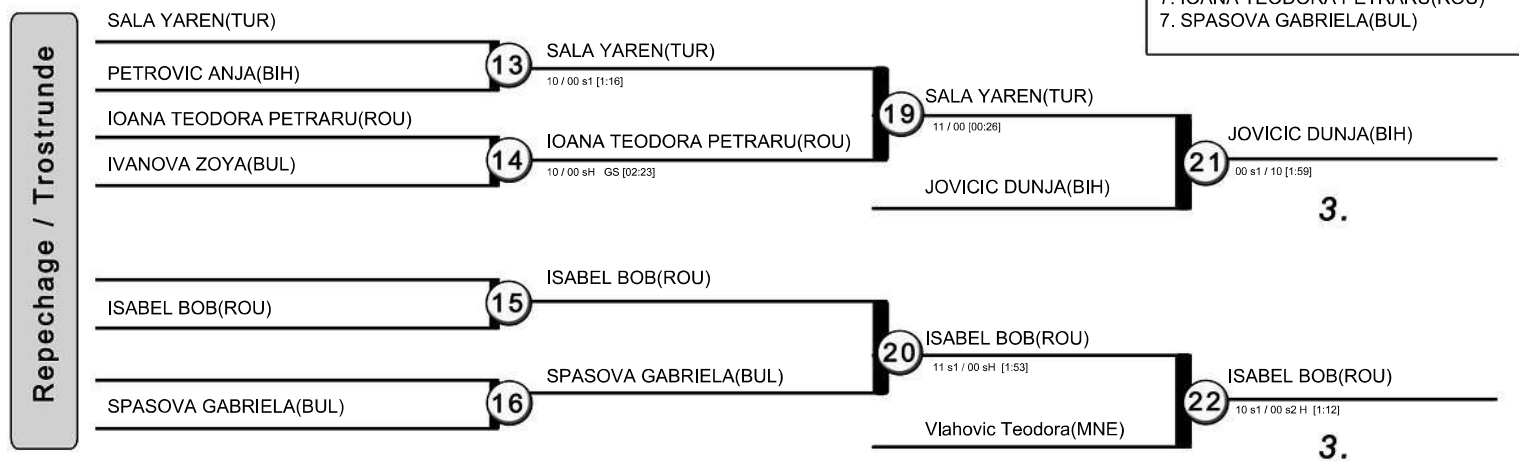 7. IOANA TEODORA PETRARU(ROU)
7. SPASOVA GABRIELA(BUL)
Repechage / Trostrunde
SALA YAREN(TUR)
PETROVIC ANJA(BIH)
13
SALA YAREN(TUR)
10 / 00 s1 [1:16]
IOANA TEODORA PETRARU(ROU)
IVANOVA ZOYA(BUL)
14
IOANA TEODORA PETRARU(ROU)
10 / 00 sH GS [02:23]
19
SALA YAREN(TUR)
11 / 00 [00:26]
JOVICIC DUNJA(BIH)
21
JOVICIC DUNJA(BIH)
00 s1 / 10 [1:59]
3.
ISABEL BOB(ROU)
15
ISABEL BOB(ROU)
SPASOVA GABRIELA(BUL)
16
SPASOVA GABRIELA(BUL)
20
ISABEL BOB(ROU)
11 s1 / 00 sH [1:53]
Vlahovic Teodora(MNE)
22
ISABEL BOB(ROU)
10 s1 / 00 s2 H [1:12]
3.